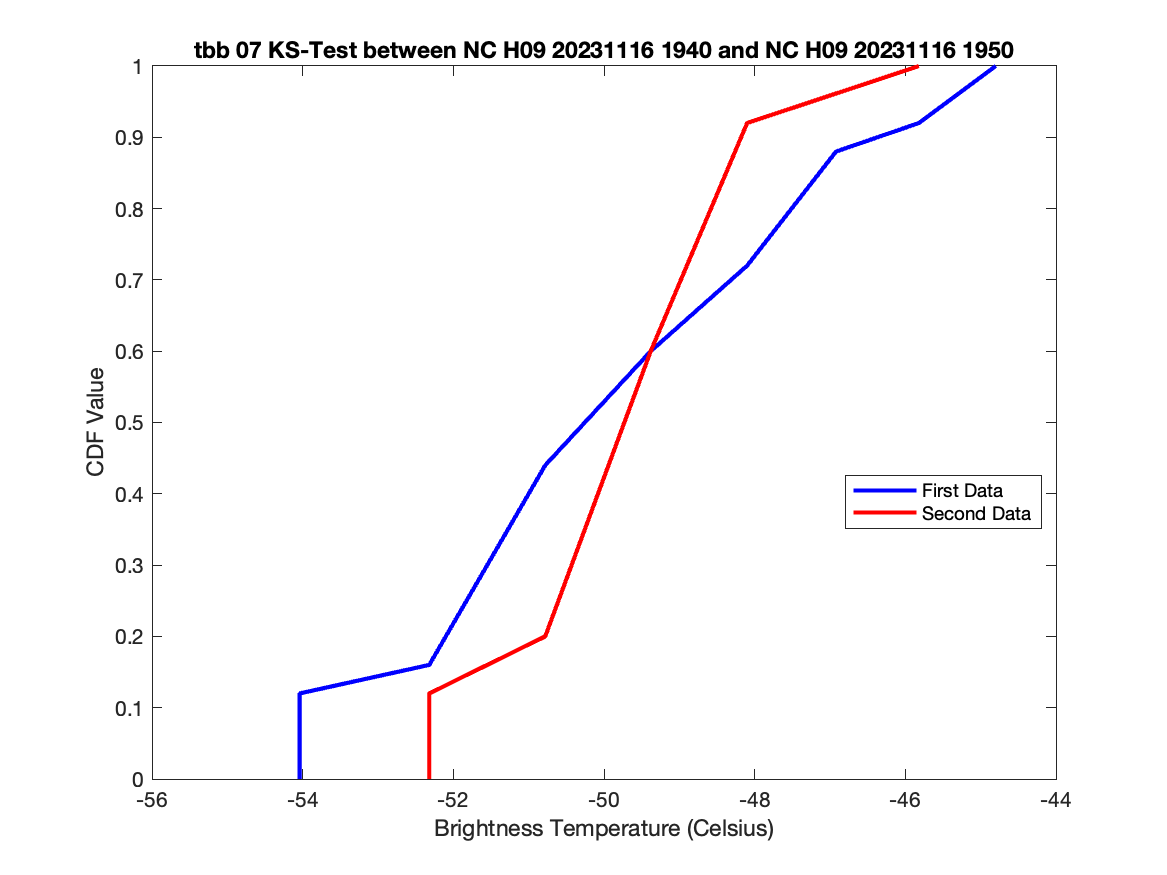 tbb 07 KS-Test between NC H09 20231116 1940 and NC H09 20231116 1950
1
0.9
0.8
0.7
0.6
0.5
0.4
0.3
0.2
0.1
0
CDF Value
First Data
Second Data
-56 -54 -52 -50 -48 -46 -44
Brightness Temperature (Celsius)